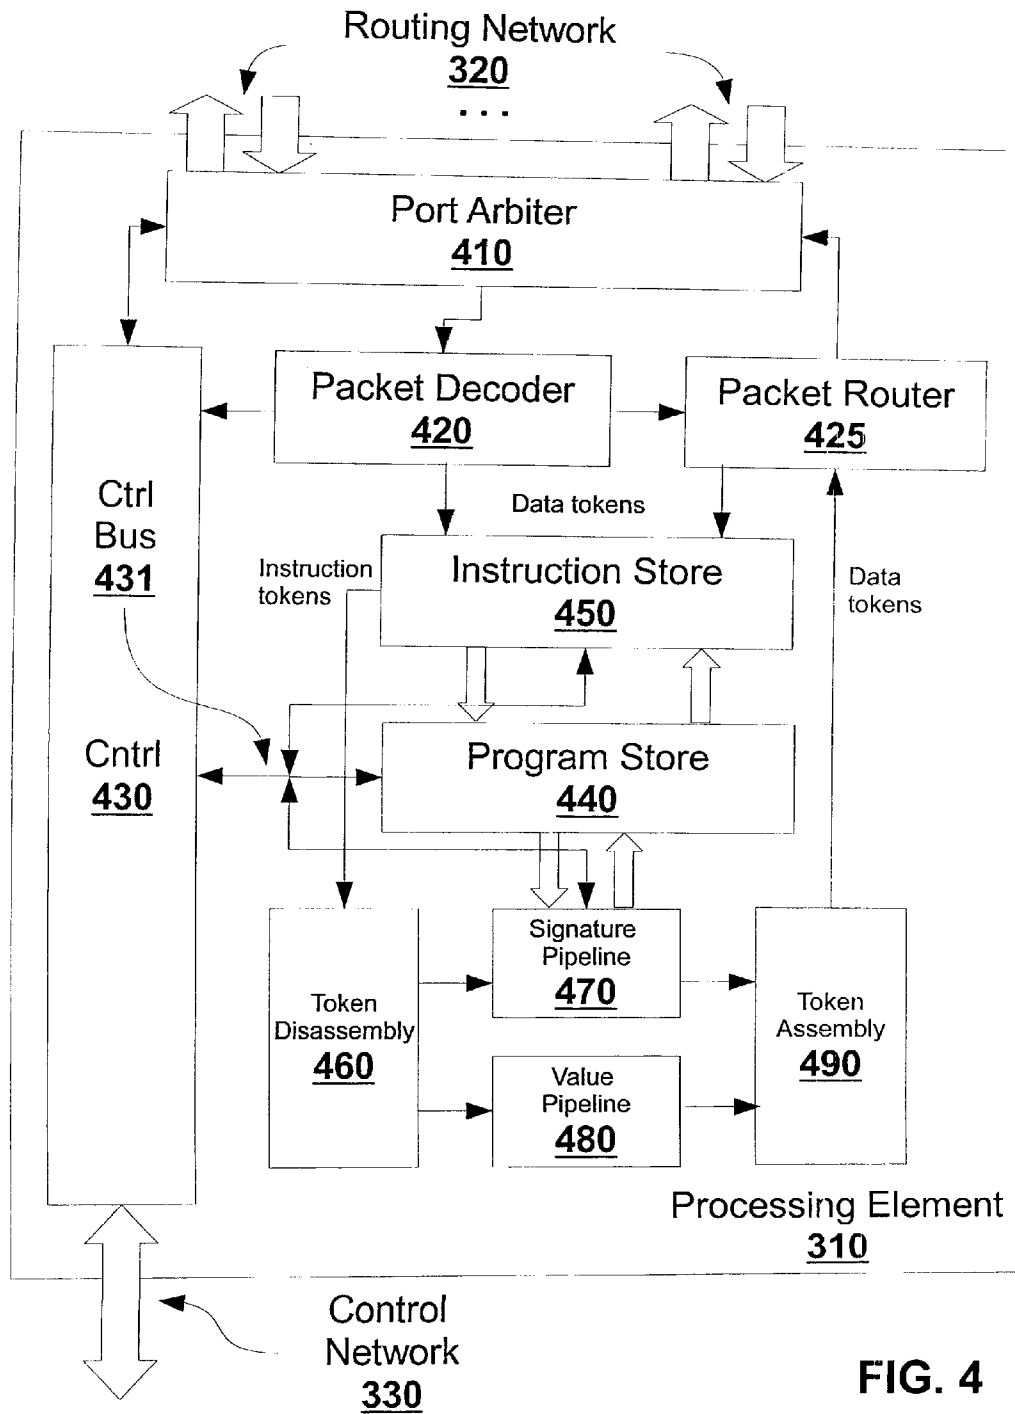 Routing Network
320
...
Port Arbiter
410
Packet Decoder
420
Packet Router
425
Ctrl
Bus
431
Data tokens
Instruction
tokens
Instruction Store
450
Data
tokens
Cntrl
430
Program Store
440
Token
Disassembly
460
Signature
Pipeline
470
Value
Pipeline
480
Token
Assembly
490
Processing Element
310
Control
Network
330
FIG. 4